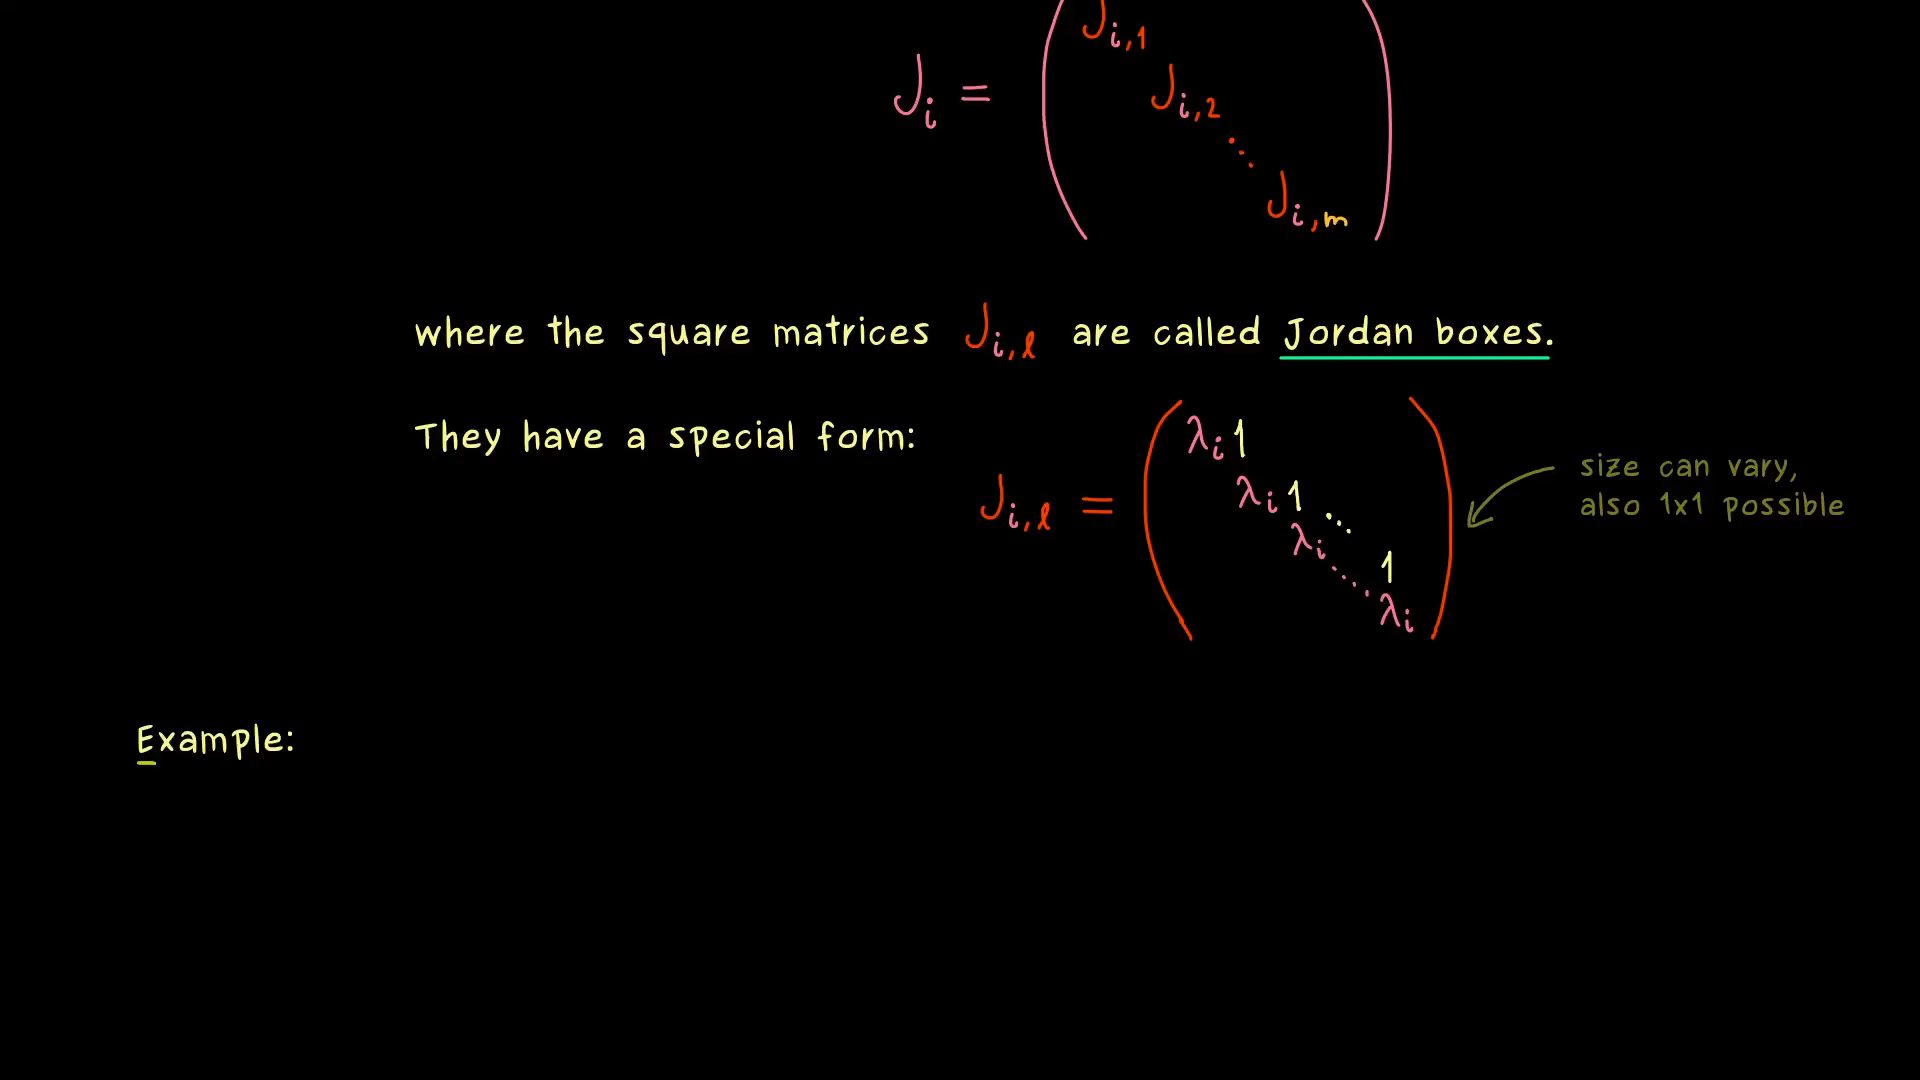 J_i = ( J_{i,1}
J_{i,2}
⋱
J_{i,m} )
where the square matrices J_{i,ℓ} are called Jordan boxes.
They have a special form:
J_{i,ℓ} = ( λ_i 1
λ_i 1 ⋱
λ_i ⋱ 1
λ_i )
size can vary,
also 1x1 possible
Example: